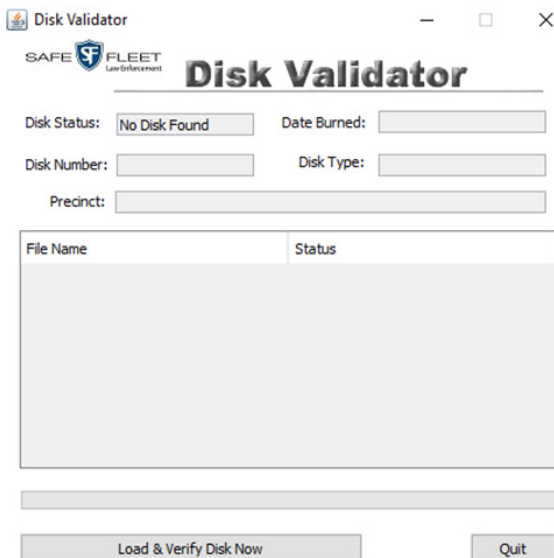 Disk Validator
SAFE SF FLEET
Law Enforcement
Disk Validator
Disk Status: No Disk Found Date Burned:
Disk Number: Disk Type:
Precinct:
File Name Status
Load & Verify Disk Now Quit